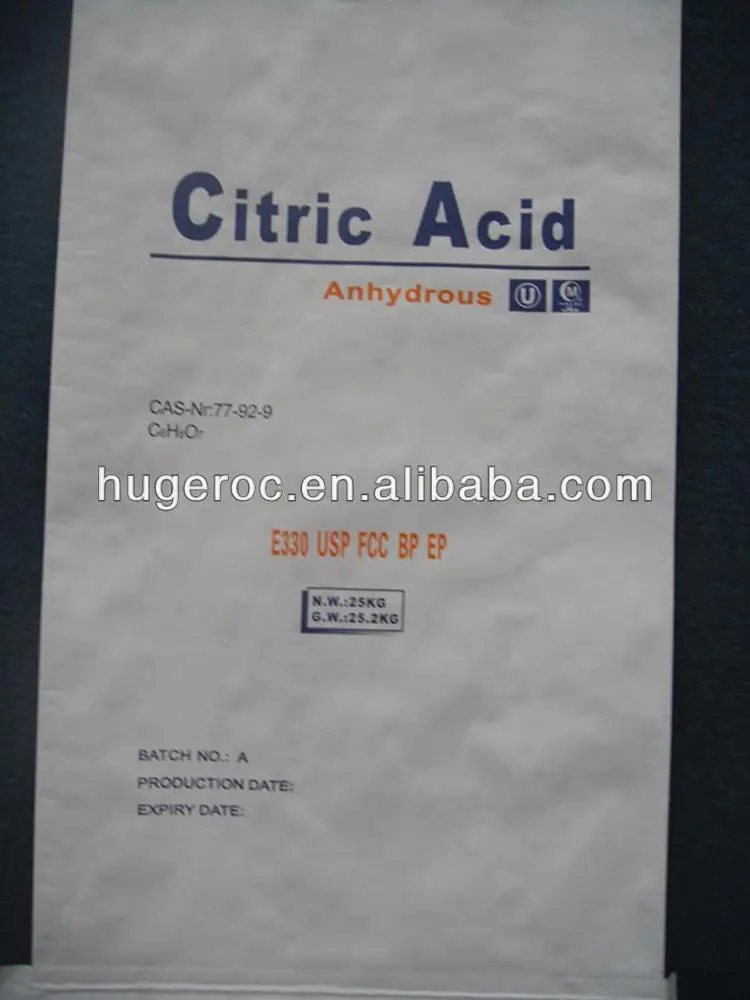 Citric Acid
Anhydrous U M
CAS-Nr:77-92-9
C₆H₈O₇
hugeroc.en.alibaba.com
E330 USP FCC BP EP
N.W.:25KG
G.W.:25.2KG
BATCH NO.: A
PRODUCTION DATE:
EXPIRY DATE: